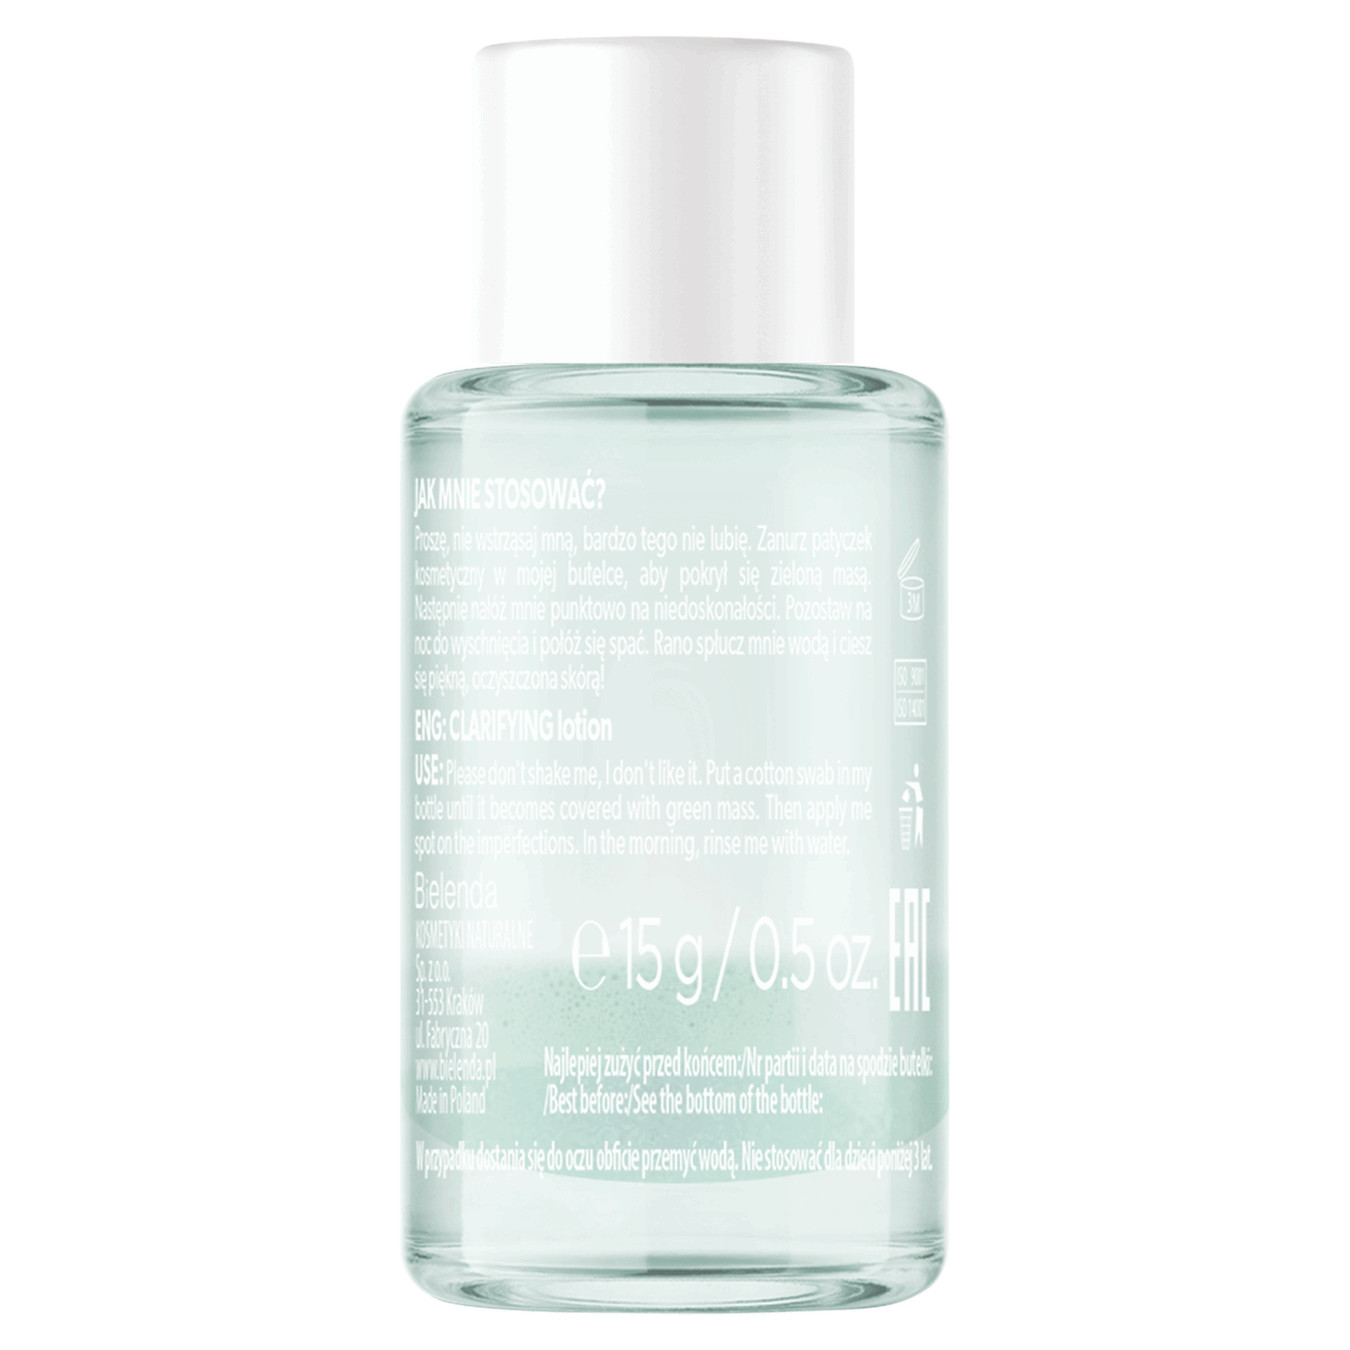 JAK MNIE STOSOWAĆ?
Proszę, nie wstrząsaj mną, bardzo tego nie lubię. Zanurz patyczek
kosmetyczny w mojej butelce, aby pokrył się zieloną masą.
Następnie nałóż mnie punktowo na niedoskonałości. Pozostaw na
noc do wyschnięcia i połóż się spać. Rano spłucz mnie wodą i ciesz
się piękną, oczyszczona skórą!
3M
ISO 9001
ISO 14001
ENG: CLARIFYING lotion
USE: Please don't shake me, I don't like it. Put a cotton swab in my
bottle until it becomes covered with green mass. Then apply me
spot on the imperfections. In the morning, rinse me with water.
Bielenda
KOSMETYKI NATURALNE
Sp. z o.o.
31-553 Kraków
ul. Fabryczna 20
www.bielenda.pl
Made in Poland
℮ 15 g / 0.5 oz.
EAC
Najlepiej zużyć przed końcem:/Nr partii i data na spodzie butelki:
/Best before:/See the bottom of the bottle:
W przypadku dostania się do oczu obficie przemyć wodą. Nie stosować dla dzieci poniżej 3 lat.